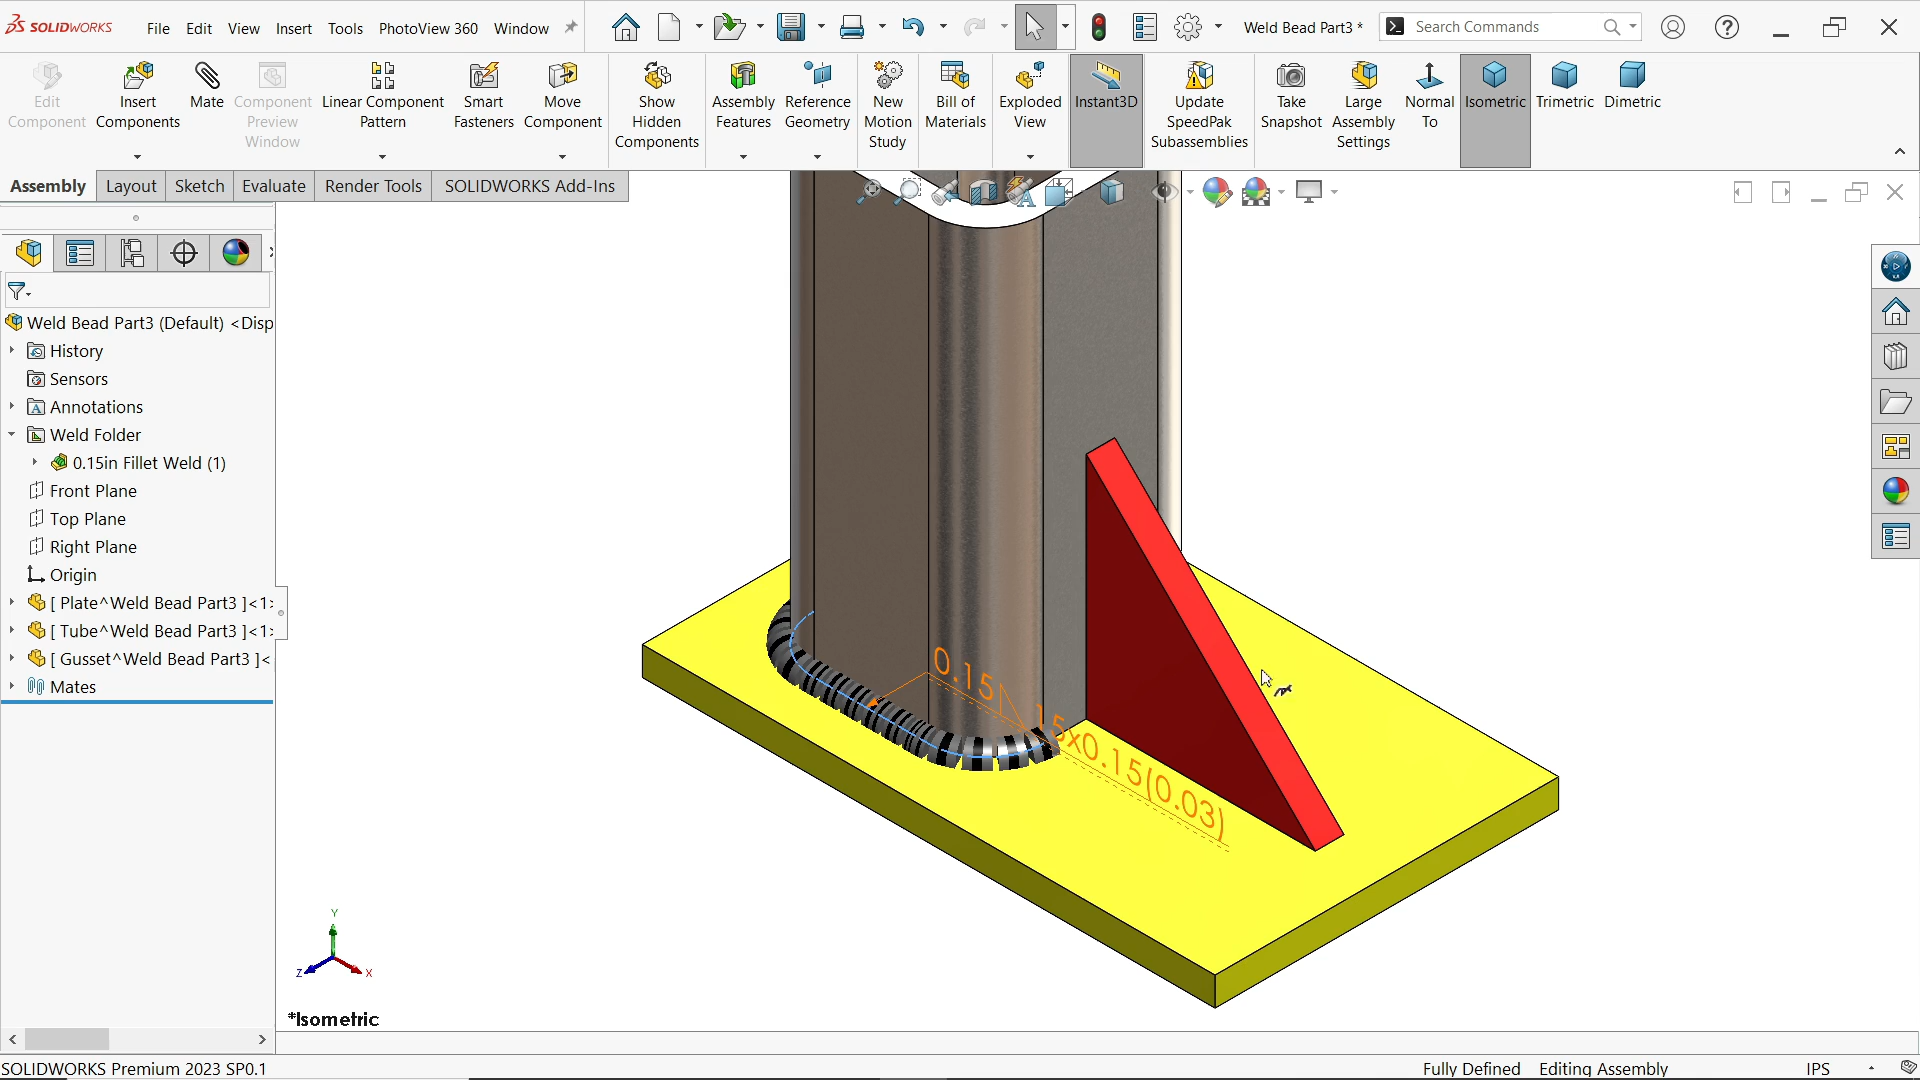 SOLIDWORKS File Edit View Insert Tools PhotoView 360 Window Weld Bead Part3 * Search Commands
Edit Component
Insert Components
Mate
Component Preview Window
Linear Component Pattern
Smart Fasteners
Move Component
Show Hidden Components
Assembly Features
Reference Geometry
New Motion Study
Bill of Materials
Exploded View
Instant3D
Update SpeedPak Subassemblies
Take Snapshot
Large Assembly Settings
Normal To
Isometric
Trimetric
Dimetric
Assembly Layout Sketch Evaluate Render Tools SOLIDWORKS Add-Ins
Weld Bead Part3 (Default) <Disp
History
Sensors
Annotations
Weld Folder
0.15in Fillet Weld (1)
Front Plane
Top Plane
Right Plane
Origin
[ Plate^Weld Bead Part3 ]<1>
[ Tube^Weld Bead Part3 ]<1>
[ Gusset^Weld Bead Part3 ]<
Mates
0.15
15x0.15(0.03)
Y
Z
X
*Isometric
SOLIDWORKS Premium 2023 SP0.1 Fully Defined Editing Assembly IPS